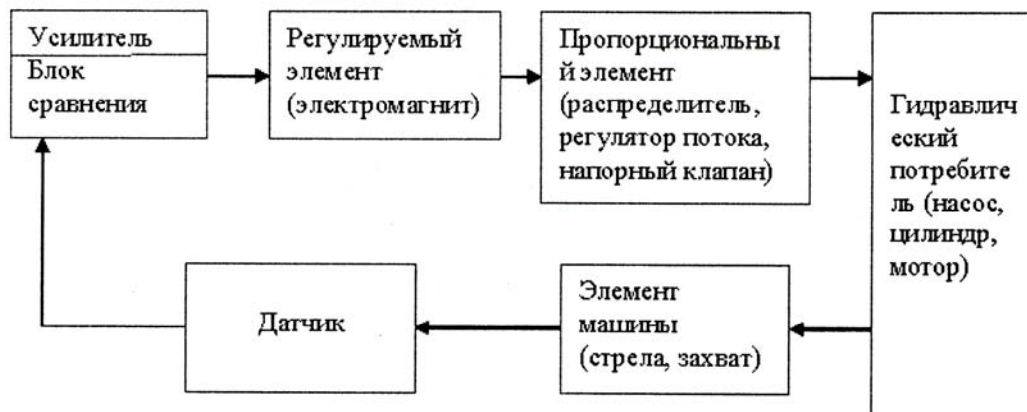 Усилитель
Блок
сравнения
Регулируемый
элемент
(электромагнит)
Пропорциональны
й элемент
(распределитель,
регулятор потока,
напорный клапан)
Гидравлич
еский
потребите
ль (насос,
цилиндр,
мотор)
Элемент
машины
(стрела, захват)
Датчик